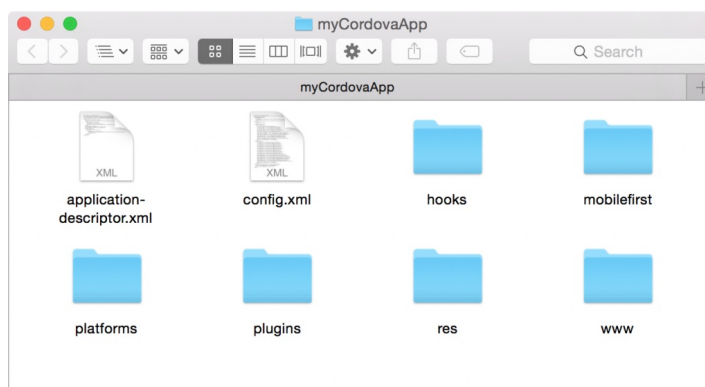 myCordovaApp
Search
myCordovaApp
XML
XML
application-
descriptor.xml
config.xml
hooks
mobilefirst
platforms
plugins
res
www